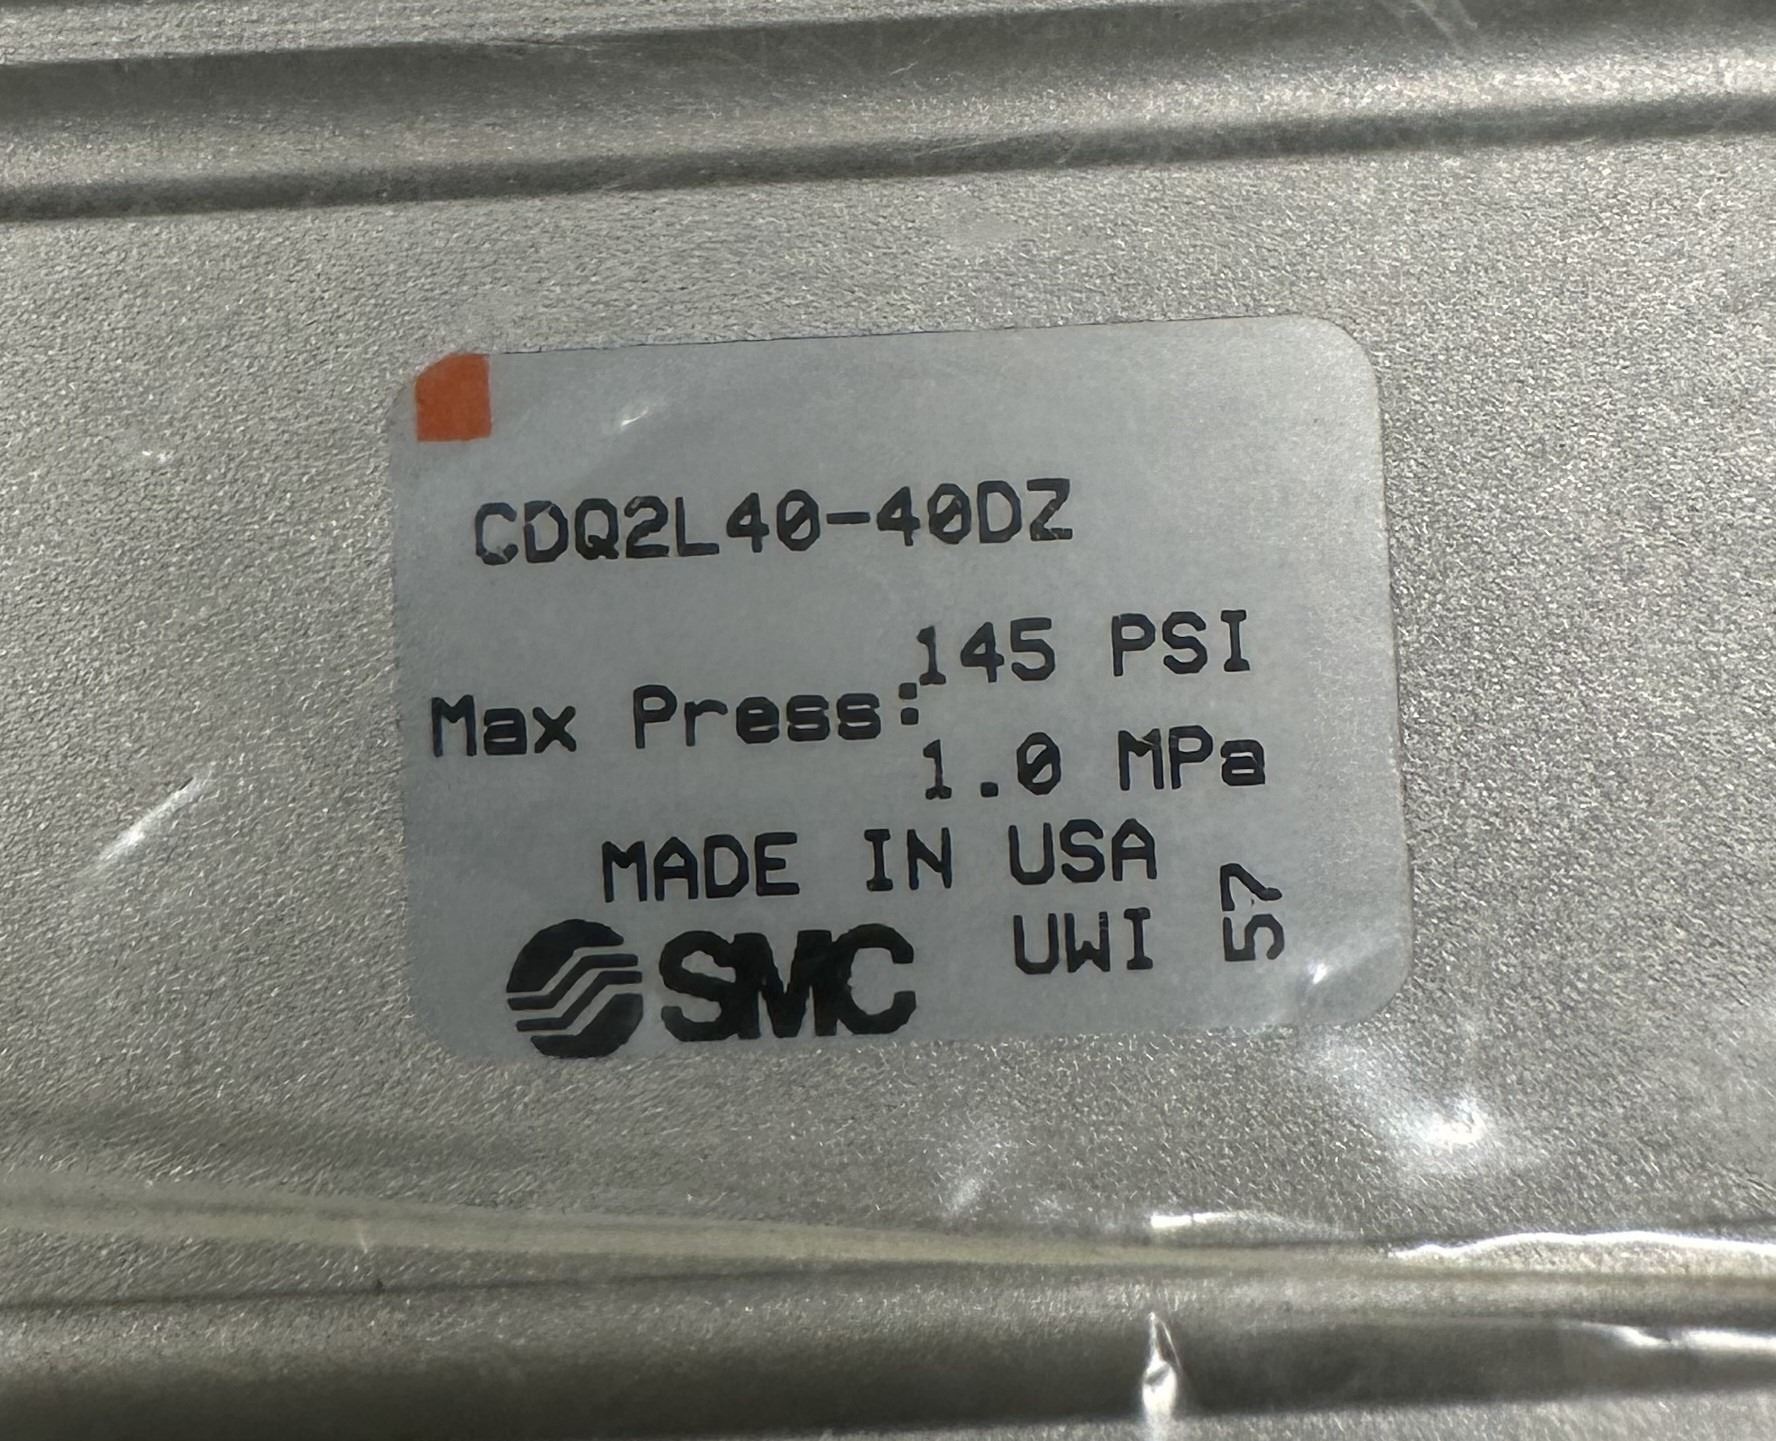 CDQ2L40-40DZ
145 PSI
Max Press:
1.0 MPa
MADE IN USA
SMC UWI 57